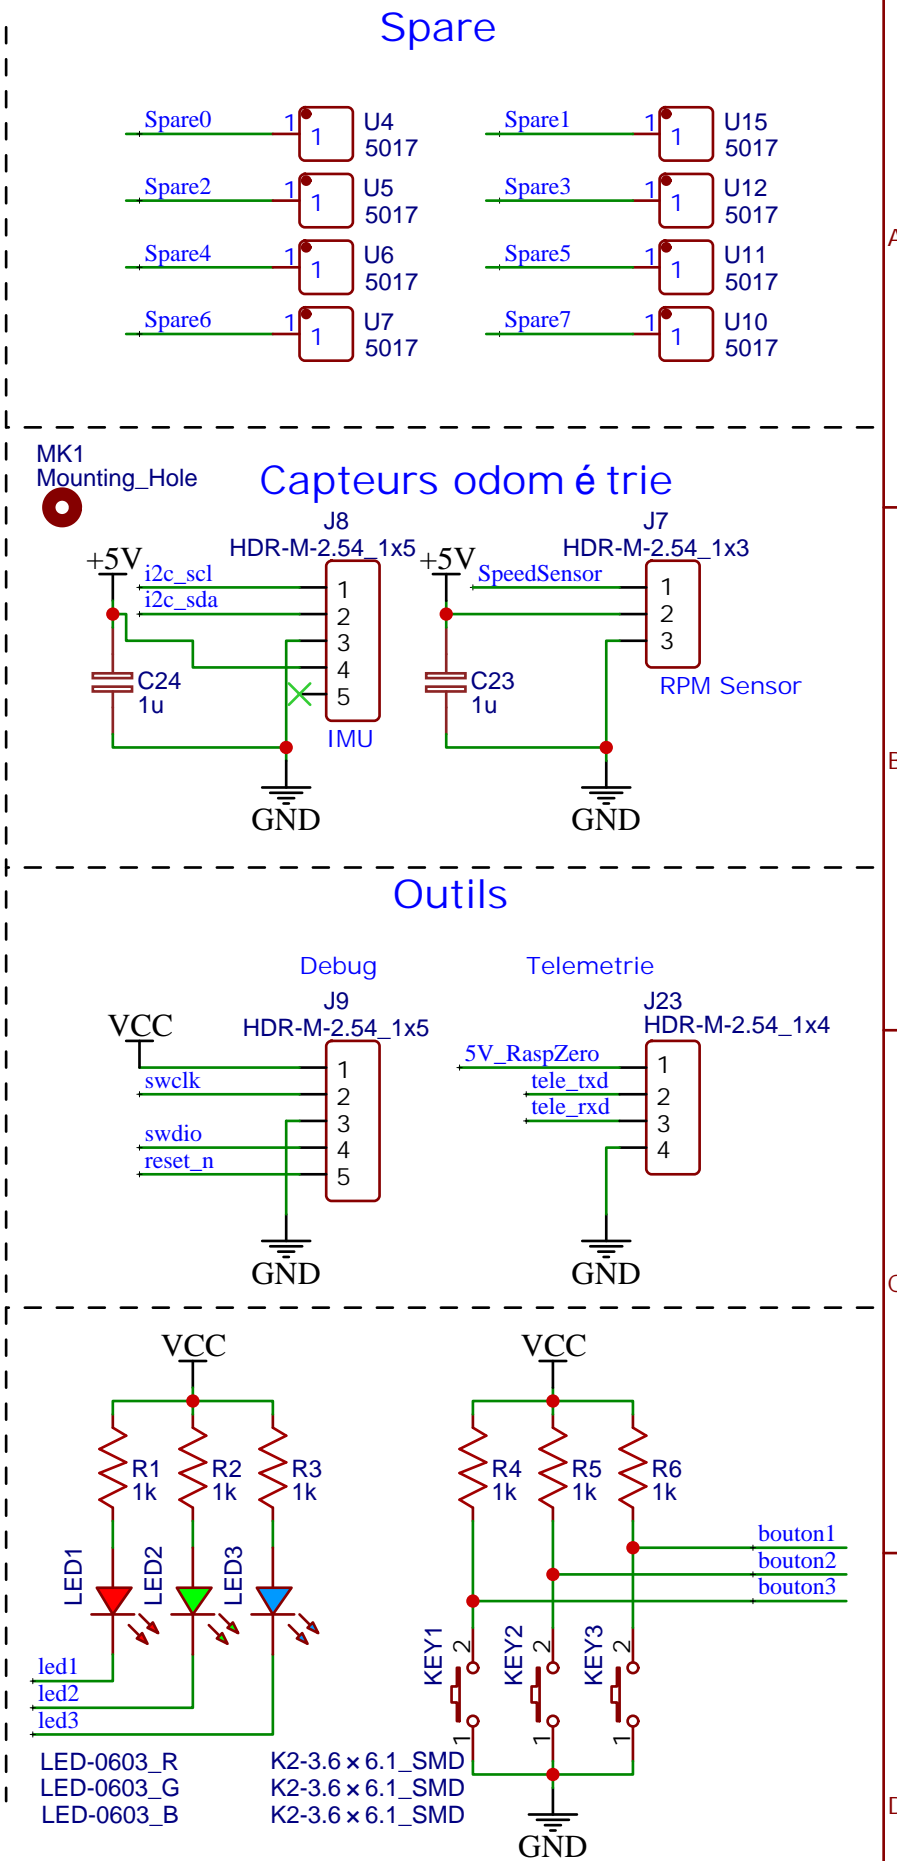 Spare
Spare0 1 1 U4 5017
Spare1 1 1 U15 5017
Spare2 1 1 U5 5017
Spare3 1 1 U12 5017
Spare4 1 1 U6 5017
Spare5 1 1 U11 5017
Spare6 1 1 U7 5017
Spare7 1 1 U10 5017
A
MK1
Mounting_Hole
Capteurs odométrie
J8
HDR-M-2.54_1x5
+5V
i2c_scl
i2c_sda
1
2
3
4
5
C24
1u
IMU
GND
J7
HDR-M-2.54_1x3
+5V
SpeedSensor
1
2
3
C23
1u
RPM Sensor
GND
B
Outils
Debug
J9
HDR-M-2.54_1x5
VCC
swclk
swdio
reset_n
1
2
3
4
5
GND
Telemetrie
J23
HDR-M-2.54_1x4
5V_RaspZero
tele_txd
tele_rxd
1
2
3
4
GND
C
VCC
R1
1k
R2
1k
R3
1k
LED1
LED2
LED3
led1
led2
led3
LED-0603_R
LED-0603_G
LED-0603_B
VCC
R4
1k
R5
1k
R6
1k
bouton1
bouton2
bouton3
KEY1
2
1
KEY2
2
1
KEY3
2
1
K2-3.6×6.1_SMD
K2-3.6×6.1_SMD
K2-3.6×6.1_SMD
GND
D